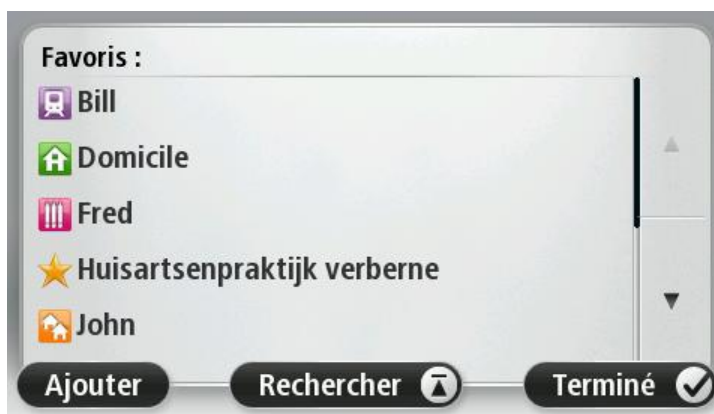 Favoris :
Bill
Domicile
Fred
Huisartsenpraktijk verberne
John
Ajouter
Rechercher
Terminé